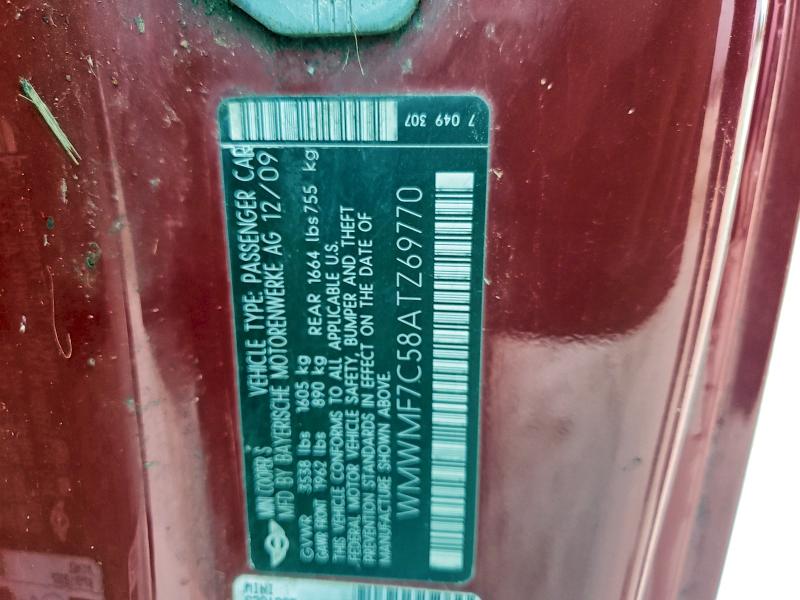 7 049 307
MINI COOPER S VEHICLE TYPE: PASSENGER CAR
MFD BY BAYERISCHE MOTORENWERKE AG 12/09
GVWR 3538 lbs 1605 kg
GAWR FRONT 1962 lbs 890 kg REAR 1664 lbs 755 kg
THIS VEHICLE CONFORMS TO ALL APPLICABLE U.S.
FEDERAL MOTOR VEHICLE SAFETY, BUMPER AND THEFT
PREVENTION STANDARDS IN EFFECT ON THE DATE OF
MANUFACTURE SHOWN ABOVE.
WMWMF7C58ATZ69770
MINI